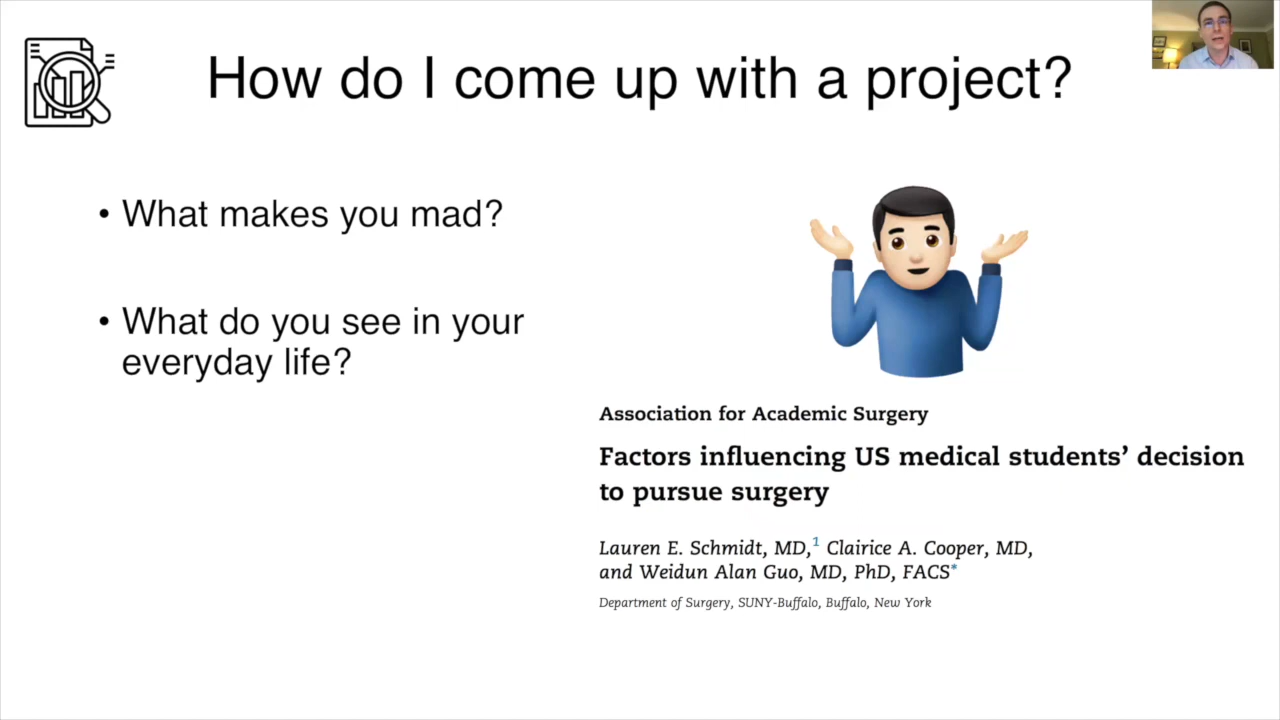 How do I come up with a project?
• What makes you mad?
• What do you see in your
everyday life?
Association for Academic Surgery
Factors influencing US medical students’ decision
to pursue surgery
Lauren E. Schmidt, MD,¹ Clairice A. Cooper, MD,
and Weidun Alan Guo, MD, PhD, FACS*
Department of Surgery, SUNY-Buffalo, Buffalo, New York